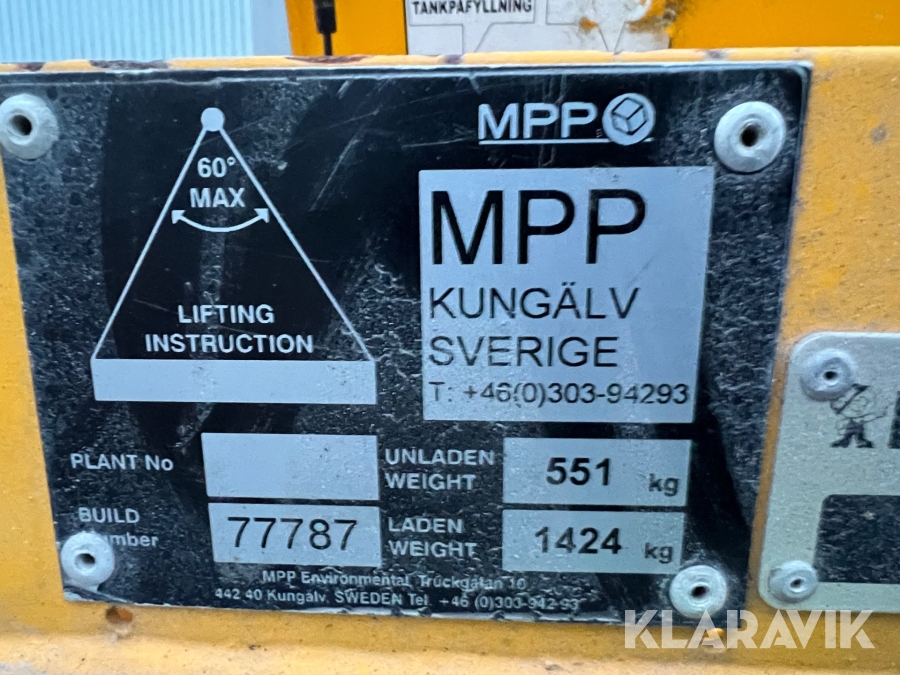 TANKPÅFYLLNING
MPP
60°
MAX
LIFTING
INSTRUCTION
MPP
KUNGÄLV
SVERIGE
T: +46(0)303-94293
PLANT No
UNLADEN
WEIGHT
551 kg
BUILD
Number
77787
LADEN
WEIGHT
1424 kg
MPP Environmental, Truckgatan 10
442 40 Kungälv. SWEDEN Tel. +46 (0)303-942 93
KLARAVIK